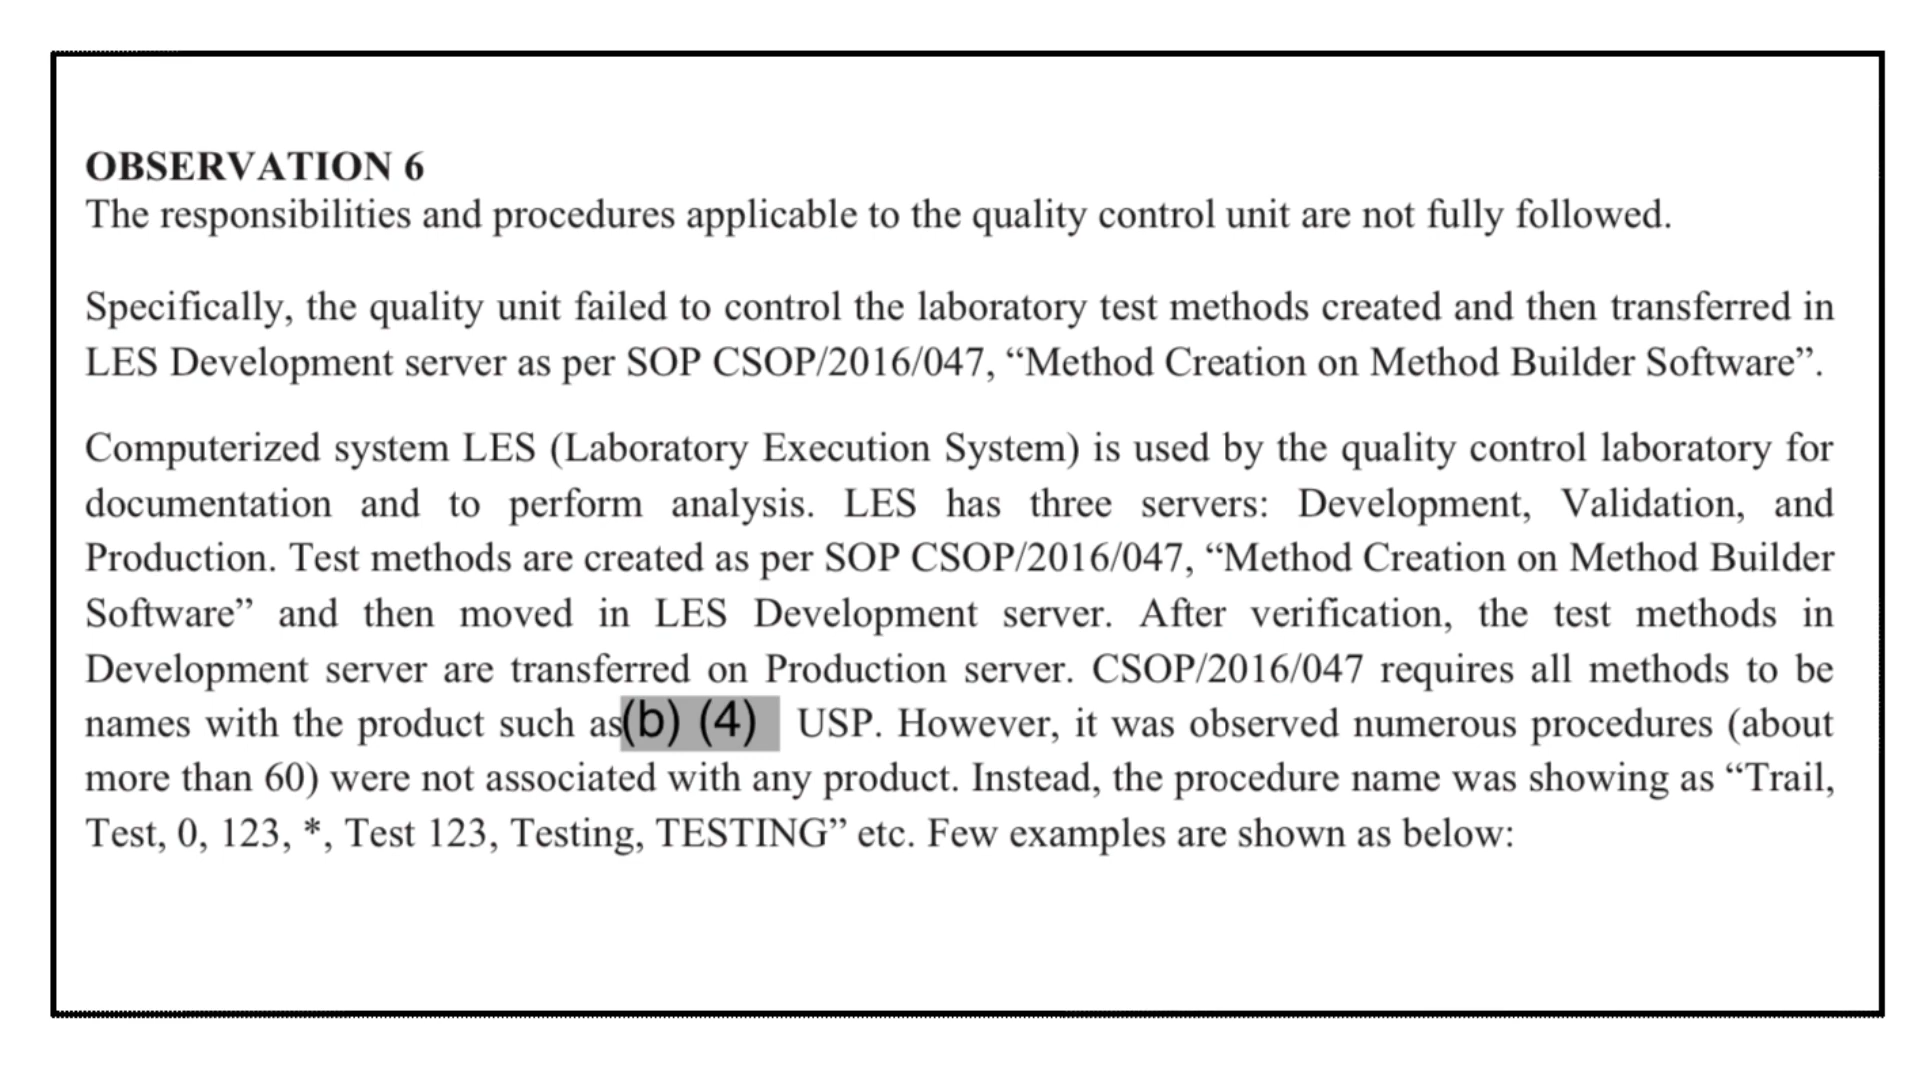 OBSERVATION 6
The responsibilities and procedures applicable to the quality control unit are not fully followed.
Specifically, the quality unit failed to control the laboratory test methods created and then transferred in
LES Development server as per SOP CSOP/2016/047, “Method Creation on Method Builder Software”.
Computerized system LES (Laboratory Execution System) is used by the quality control laboratory for
documentation and to perform analysis. LES has three servers: Development, Validation, and
Production. Test methods are created as per SOP CSOP/2016/047, “Method Creation on Method Builder
Software” and then moved in LES Development server. After verification, the test methods in
Development server are transferred on Production server. CSOP/2016/047 requires all methods to be
names with the product such as(b) (4) USP. However, it was observed numerous procedures (about
more than 60) were not associated with any product. Instead, the procedure name was showing as “Trail,
Test, 0, 123, *, Test 123, Testing, TESTING” etc. Few examples are shown as below: